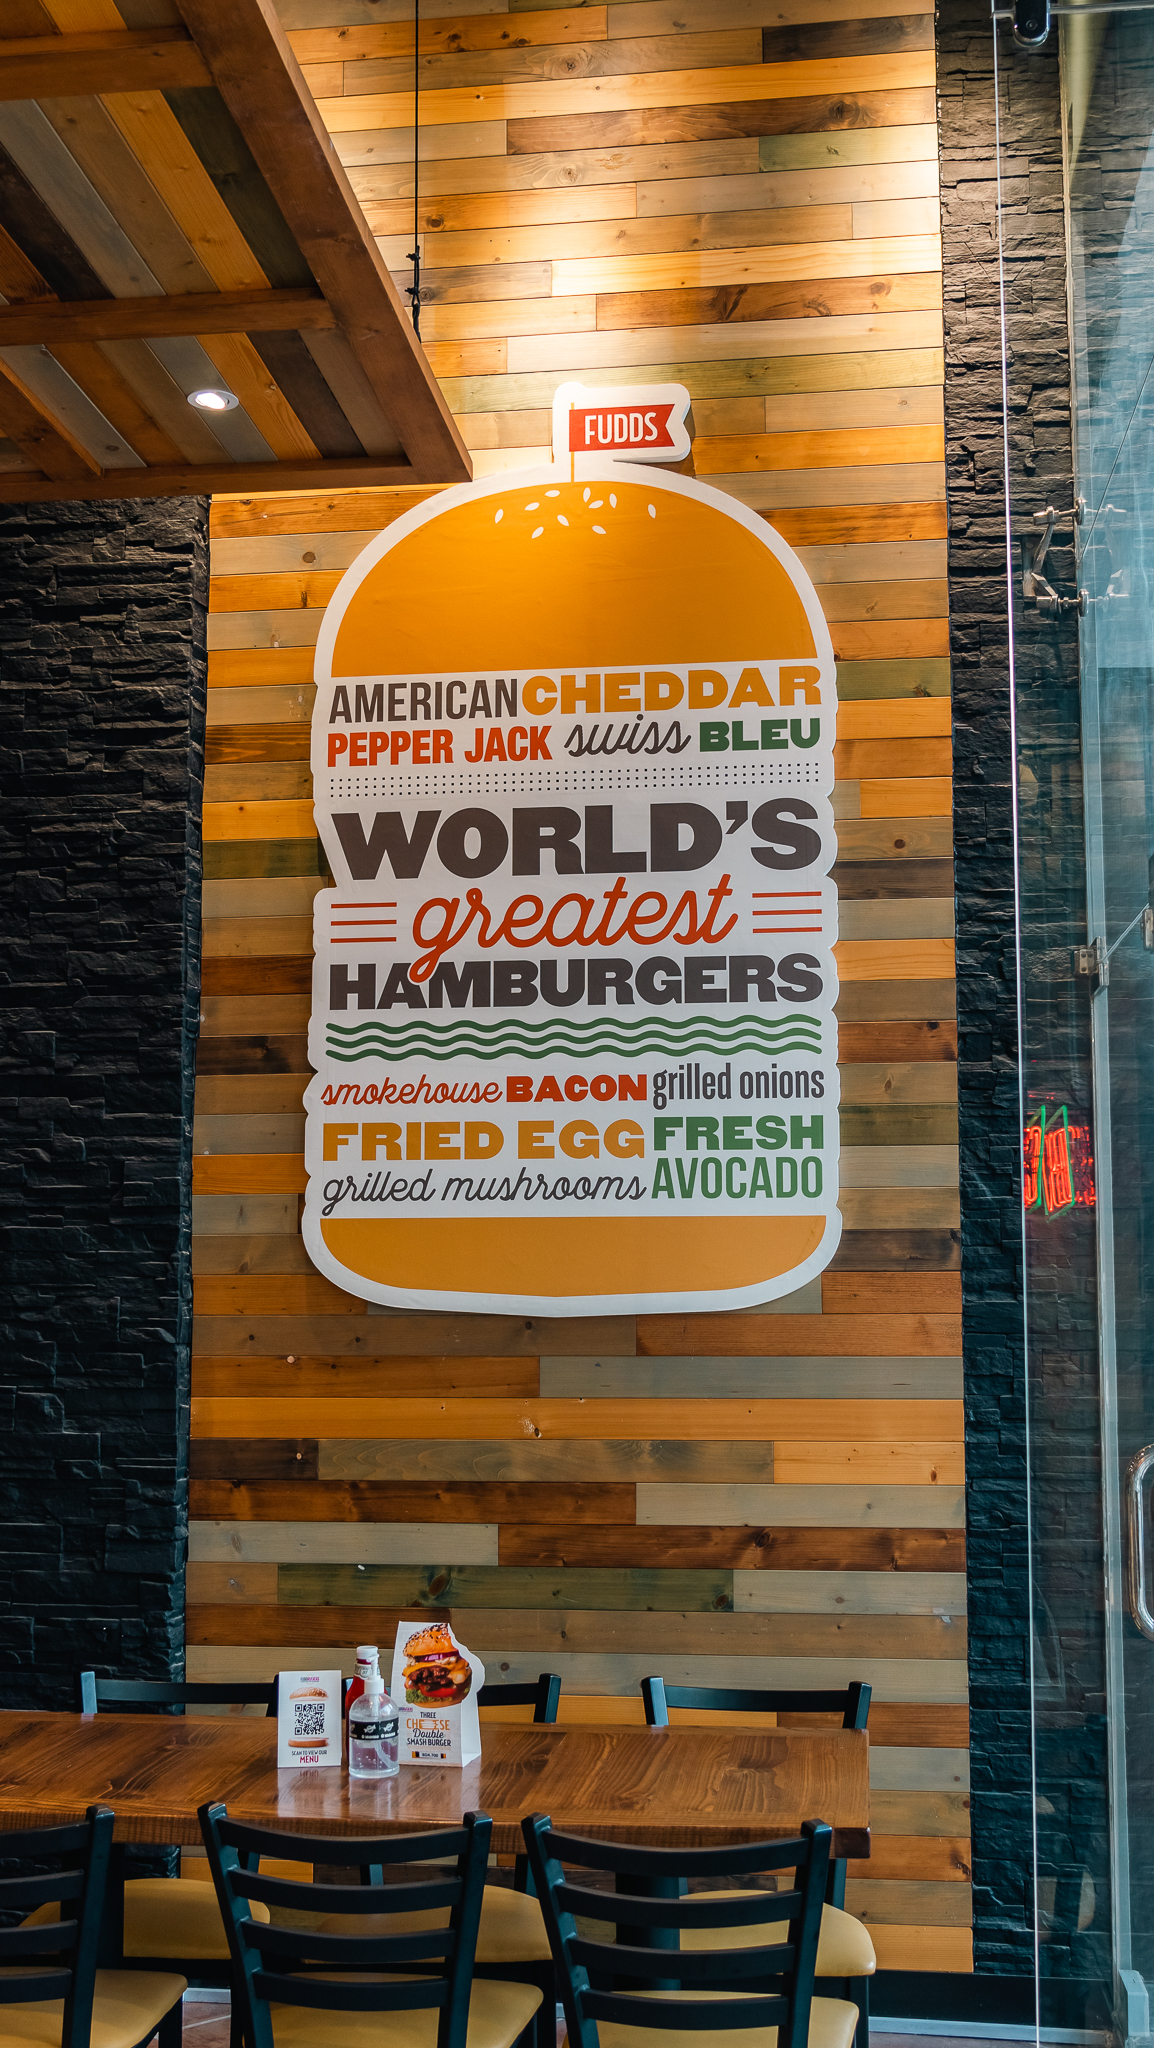 FUDDS
AMERICAN CHEDDAR
PEPPER JACK swiss BLEU
WORLD'S
greatest
HAMBURGERS
smokehouse BACON grilled onions
FRIED EGG FRESH
grilled mushrooms AVOCADO
SCAN TO VIEW OUR
MENU
THREE
CHEESE
Double
SMASH BURGER